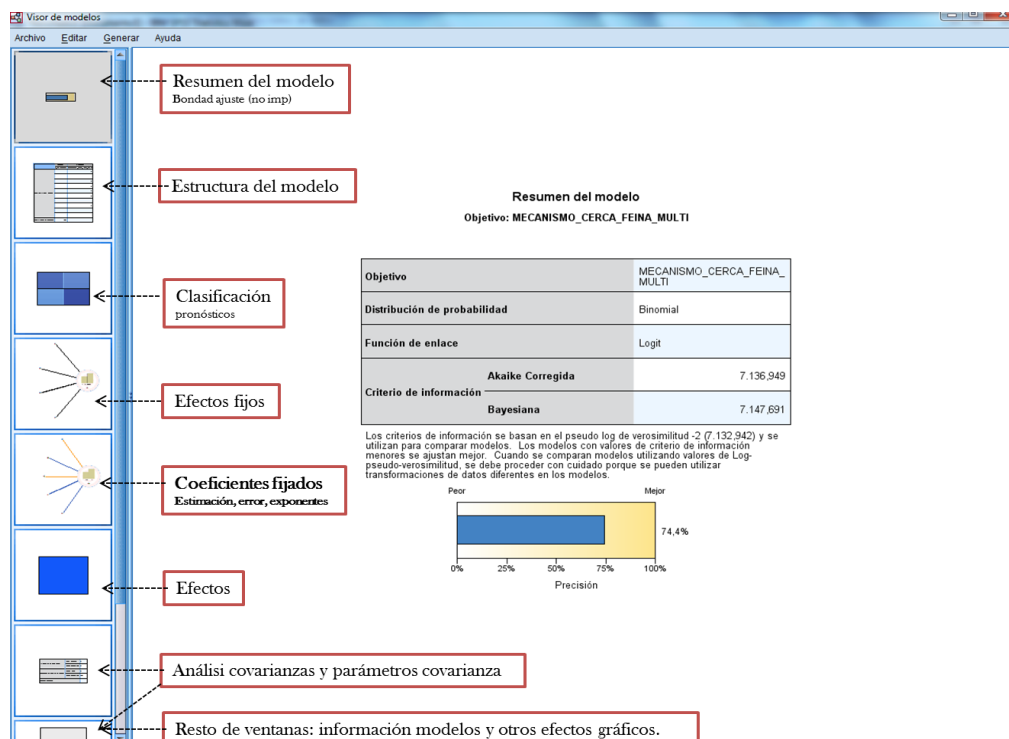 Visor de modelos
Archivo Editar Generar Ayuda
Resumen del modelo
Bondad ajuste (no imp)
Estructura del modelo
Clasificación
pronósticos
Efectos fijos
Coeficientes fijados
Estimación, error, exponentes
Efectos
Análisi covarianzas y parámetros covarianza
Resto de ventanas: información modelos y otros efectos gráficos.
Resumen del modelo
Objetivo: MECANISMO_CERCA_FEINA_MULTI
Objetivo
MECANISMO_CERCA_FEINA_
MULTI
Distribución de probabilidad
Binomial
Función de enlace
Logit
Criterio de información
Akaike Corregida
7.136,949
Bayesiana
7.147,691
Los criterios de información se basan en el pseudo log de verosimilitud -2 (7.132,942) y se
utilizan para comparar modelos. Los modelos con valores de criterio de información
menores se ajustan mejor. Cuando se comparan modelos utilizando valores de Log-
pseudo-verosimilitud, se debe proceder con cuidado porque se pueden utilizar
transformaciones de datos diferentes en los modelos.
Peor Mejor
74,4%
0% 25% 50% 75% 100%
Precisión